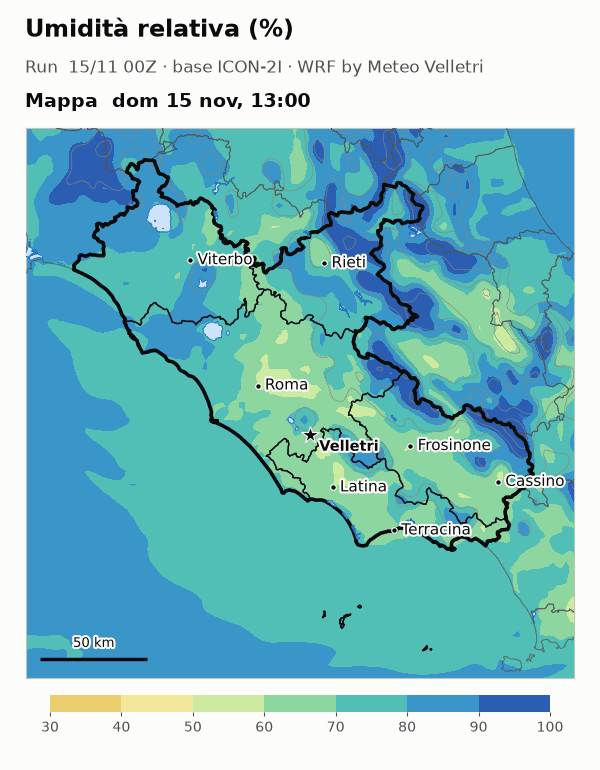 Umidità relativa (%)
Run  15/11 00Z · base ICON-2I · WRF by Meteo Velletri
Mappa  dom 15 nov, 13:00
Viterbo
Rieti
Roma
Velletri
Frosinone
Cassino
Latina
Terracina
50 km
30 40 50 60 70 80 90 100